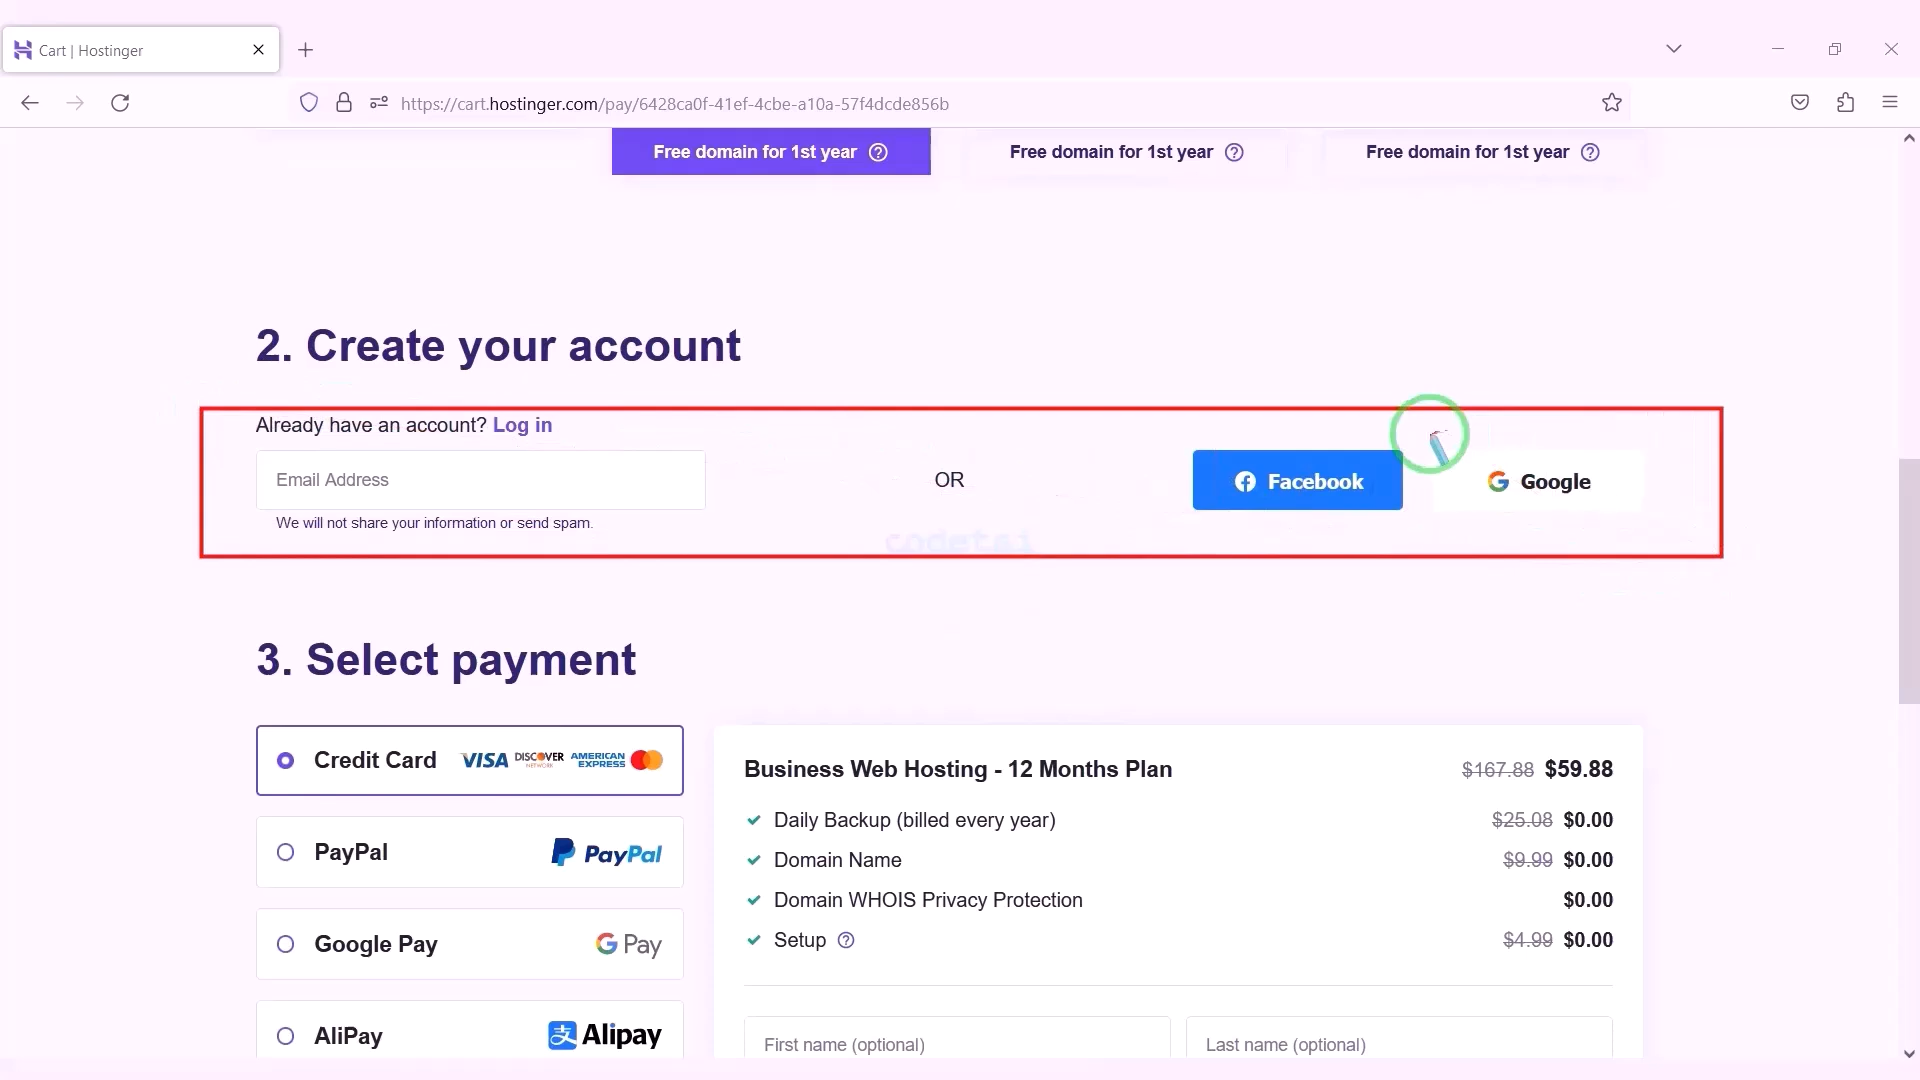 Cart | Hostinger
https://cart.hostinger.com/pay/6428ca0f-41ef-4cbe-a10a-57f4dcde856b
Free domain for 1st year ? Free domain for 1st year ? Free domain for 1st year ?
2. Create your account
Already have an account? Log in
Email Address OR Facebook Google
We will not share your information or send spam.
3. Select payment
Credit Card VISA DISCOVER NETWORK AMERICAN EXPRESS
Business Web Hosting - 12 Months Plan $167.88 $59.88
Daily Backup (billed every year) $25.08 $0.00
PayPal PayPal
Domain Name $9.99 $0.00
Domain WHOIS Privacy Protection $0.00
Google Pay G Pay
Setup ? $4.99 $0.00
AliPay 支 Alipay
First name (optional) Last name (optional)